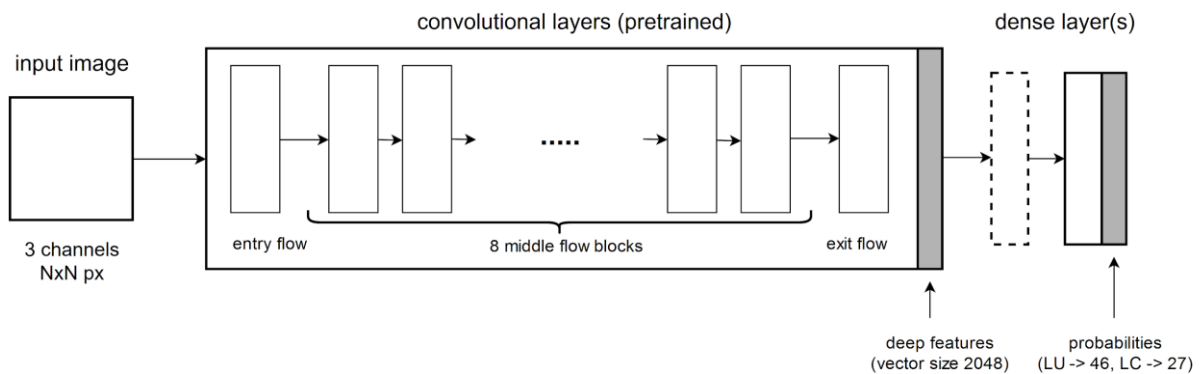 convolutional layers (pretrained)
dense layer(s)
input image
.....
entry flow
8 middle flow blocks
exit flow
3 channels
NxN px
deep features
(vector size 2048)
probabilities
(LU -> 46, LC -> 27)